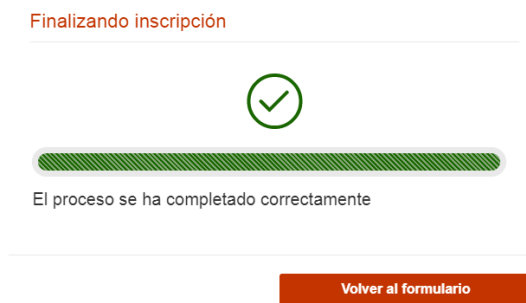 Finalizando inscripción
El proceso se ha completado correctamente
Volver al formulario